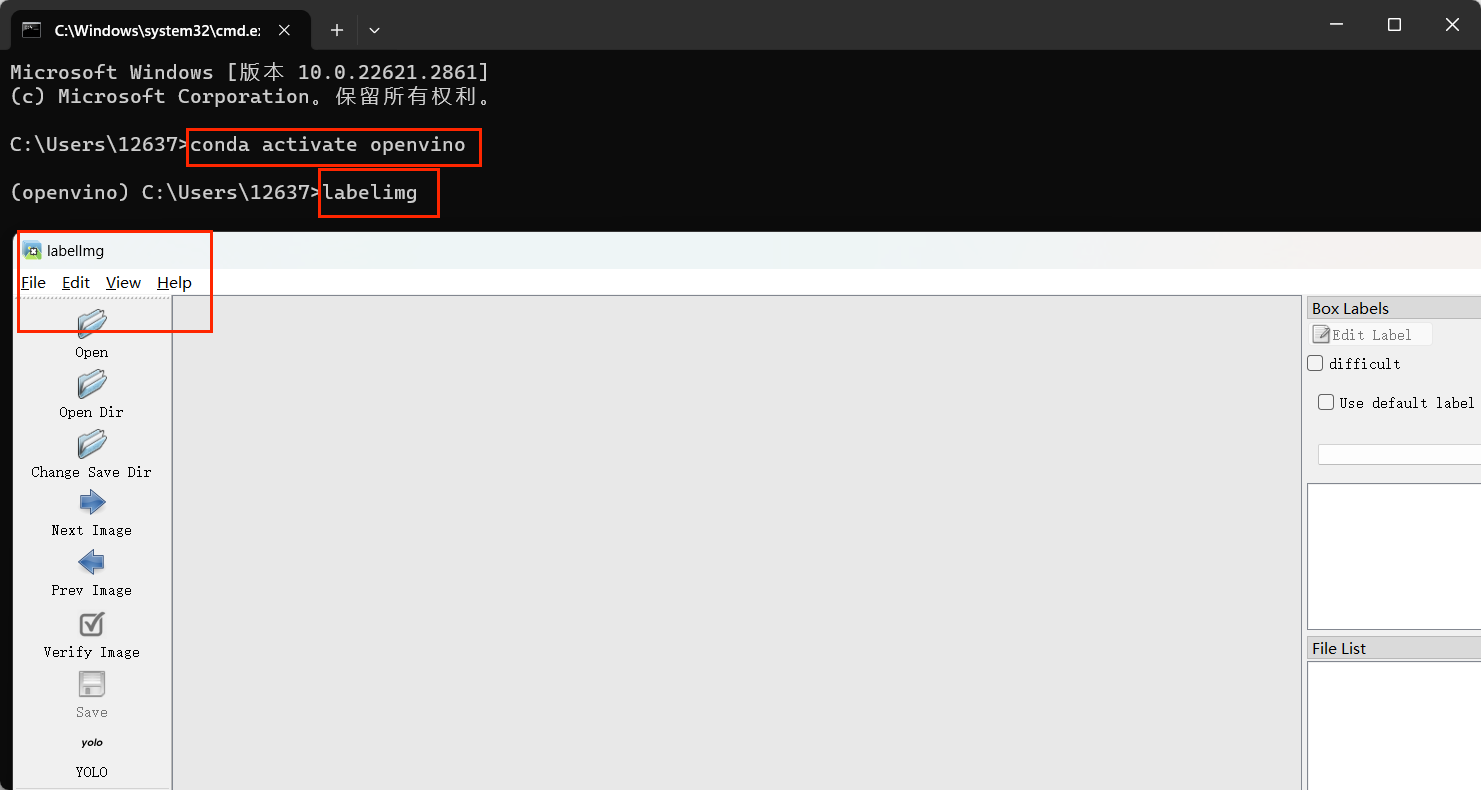 C:\Windows\system32\cmd.e
Microsoft Windows [版本 10.0.22621.2861]
(c) Microsoft Corporation。保留所有权利。
C:\Users\12637>conda activate openvino
(openvino) C:\Users\12637>labelimg
labelImg
File Edit View Help
Open
Open Dir
Change Save Dir
Next Image
Prev Image
Verify Image
Save
yolo
YOLO
Box Labels
Edit Label
difficult
Use default label
File List